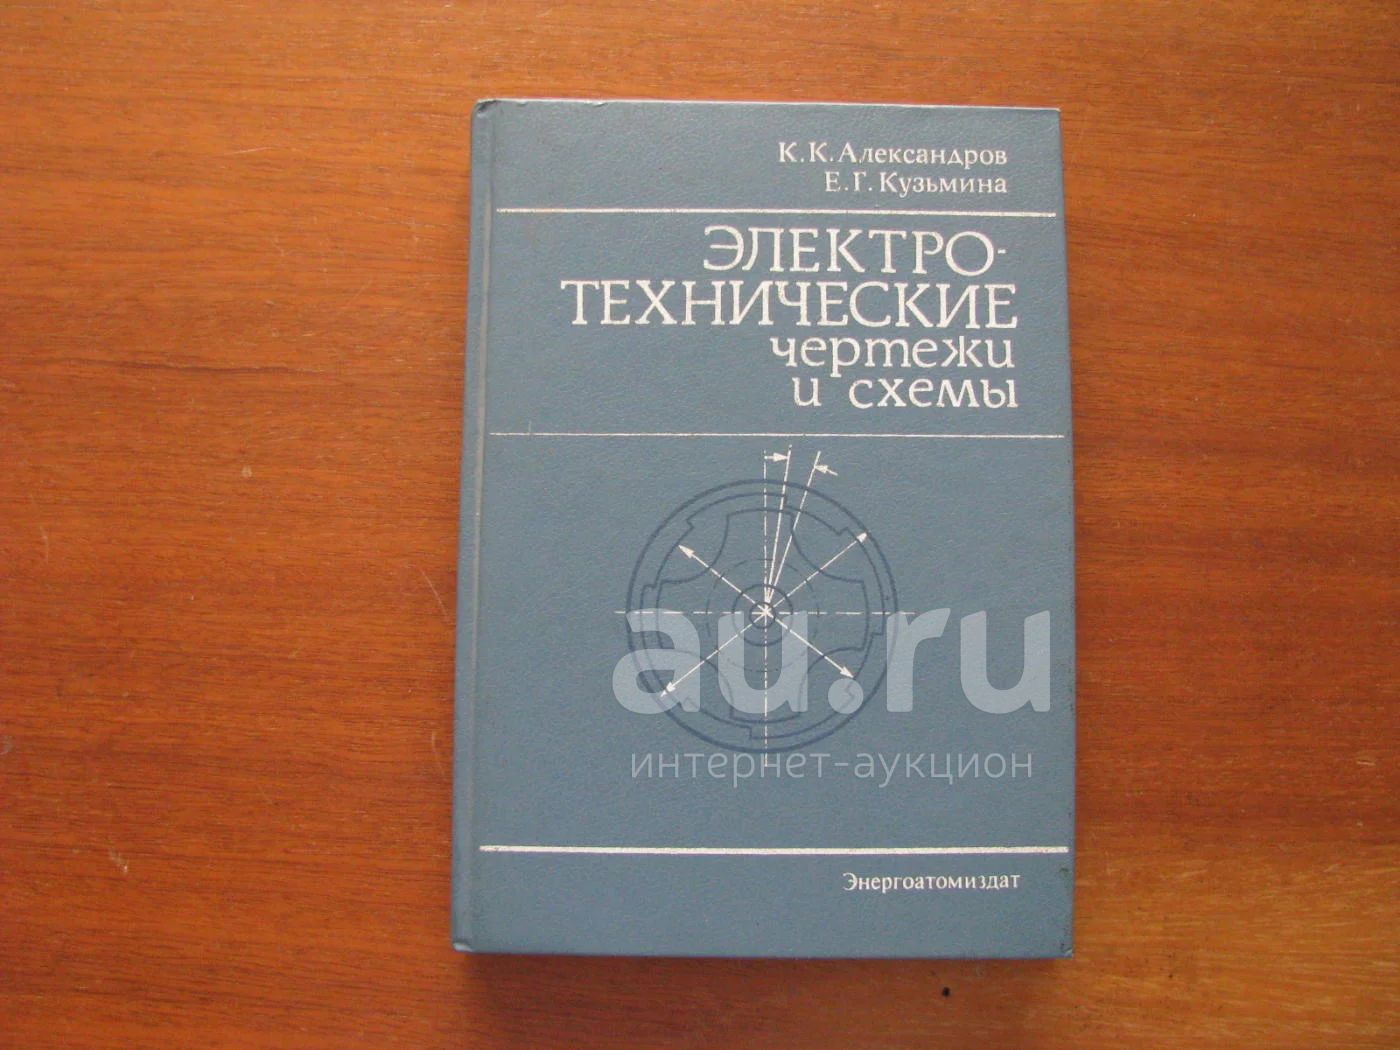 К. К. Александров
Е. Г. Кузьмина
ЭЛЕКТРО-
ТЕХНИЧЕСКИЕ
чертежи
и схемы
au.ru
интернет-аукцион
Энергоатомиздат